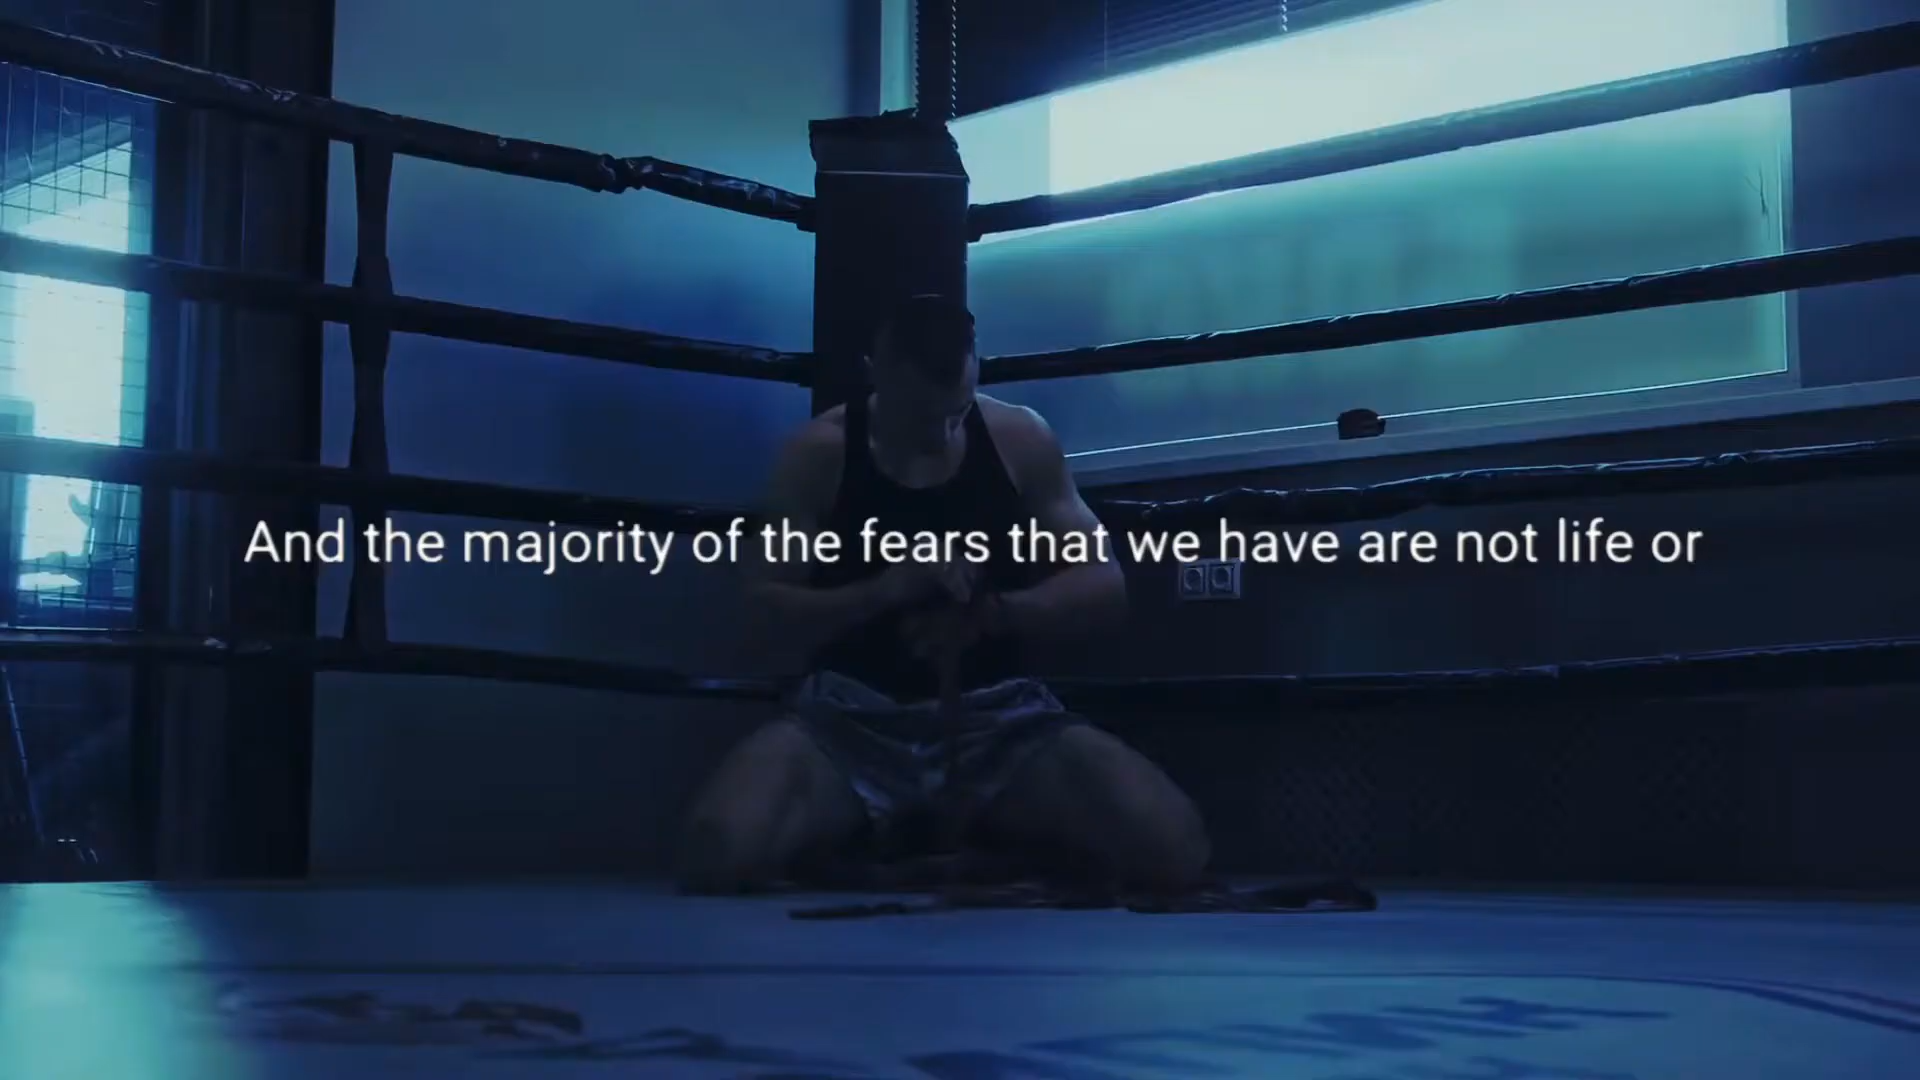 And the majority of the fears that we have are not life or